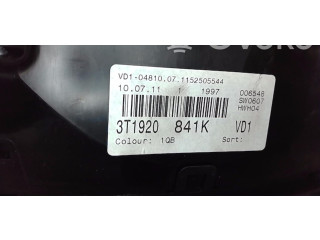 VD1-04810.07.1152505544
10.07.11 1 1997 006548
SW0607
HWH04
3T1920 841K VD1
Colour: 1QB Sort: